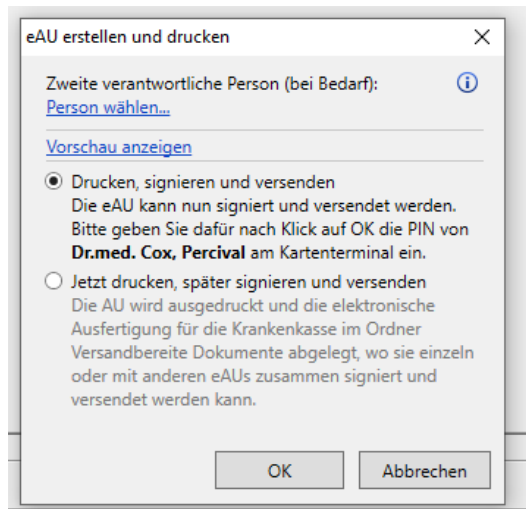 eAU erstellen und drucken
Zweite verantwortliche Person (bei Bedarf):
Person wählen...
Vorschau anzeigen
Drucken, signieren und versenden
Die eAU kann nun signiert und versendet werden.
Bitte geben Sie dafür nach Klick auf OK die PIN von
Dr.med. Cox, Percival am Kartenterminal ein.
Jetzt drucken, später signieren und versenden
Die AU wird ausgedruckt und die elektronische
Ausfertigung für die Krankenkasse im Ordner
Versandbereite Dokumente abgelegt, wo sie einzeln
oder mit anderen eAUs zusammen signiert und
versendet werden kann.
OK
Abbrechen